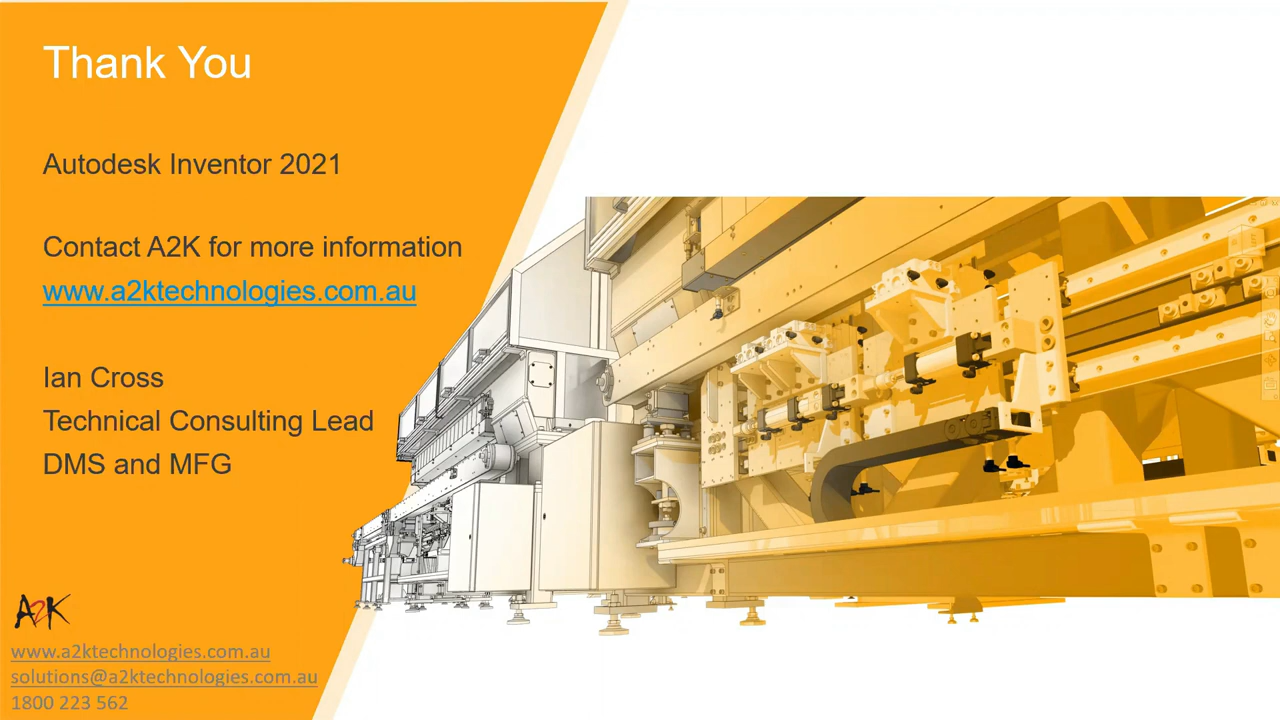 Thank You
Autodesk Inventor 2021
Contact A2K for more information
www.a2ktechnologies.com.au
Ian Cross
Technical Consulting Lead
DMS and MFG
A2K
www.a2ktechnologies.com.au
solutions@a2ktechnologies.com.au
1800 223 562